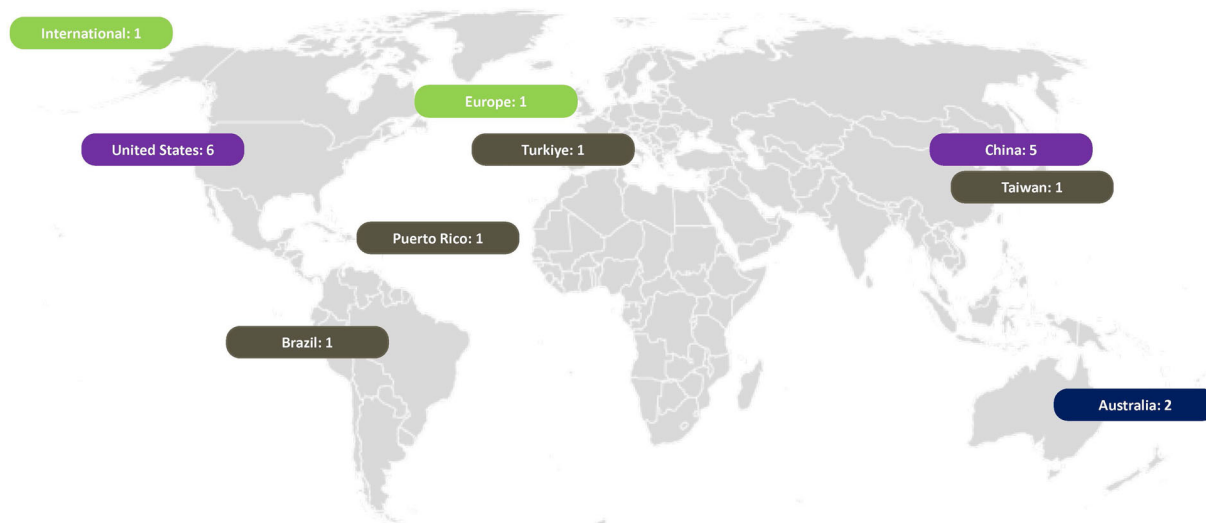 International: 1
Europe: 1
United States: 6
Turkiye: 1
China: 5
Taiwan: 1
Puerto Rico: 1
Brazil: 1
Australia: 2